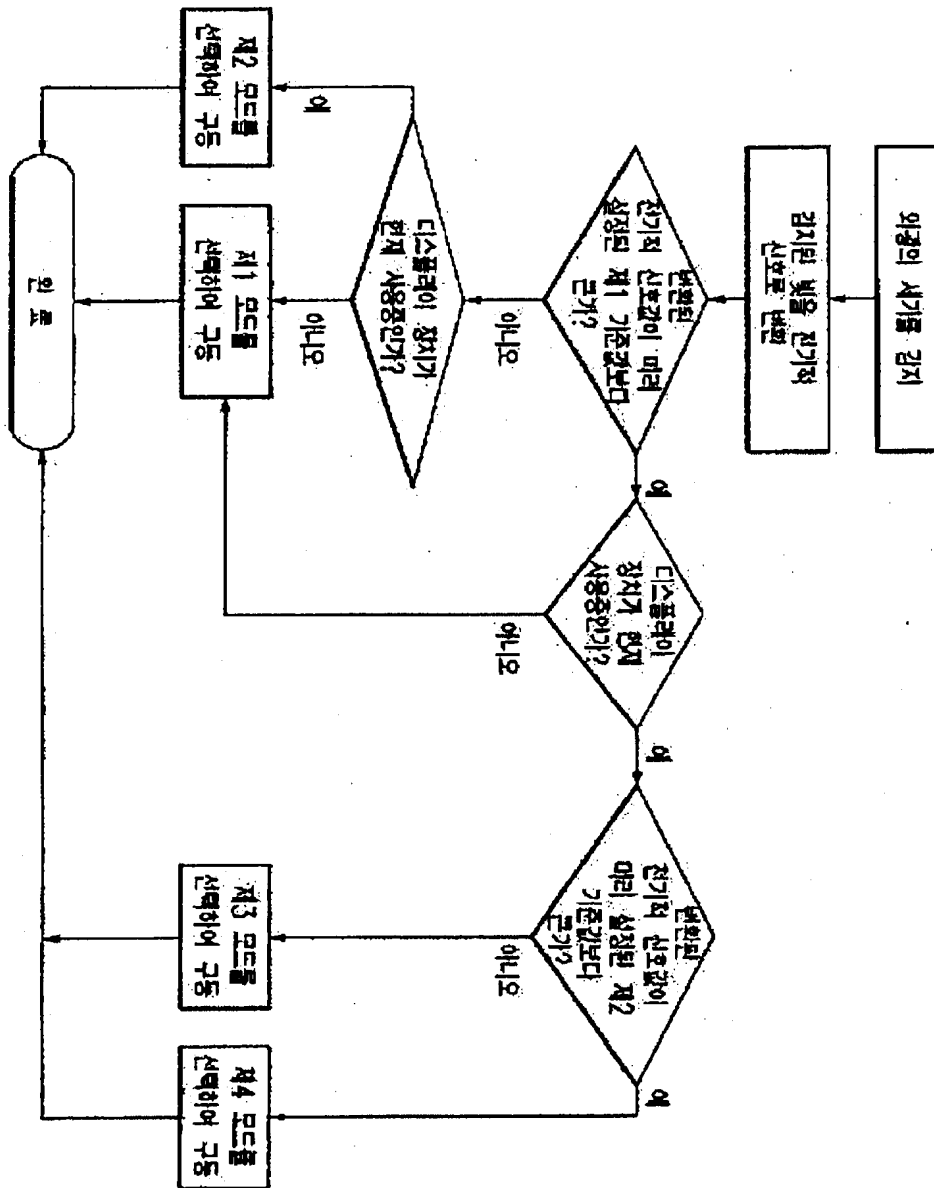 외광의 세기를 감지
감지된 빛을 전기적
신호로 변환
변환된
전기적 신호값이 미리
설정된 제1 기준값보다
큰가?
예
아니오
디스플레이 장치가
현재 사용중인가?
예
아니오
제2 모드를
선택하여 구동
제1 모드를
선택하여 구동
디스플레이
장치가 현재
사용중인가?
예
아니오
변환된
전기적 신호값이
미리 설정된 제2
기준값보다
큰가?
아니오
예
제3 모드를
선택하여 구동
제4 모드를
선택하여 구동
완료